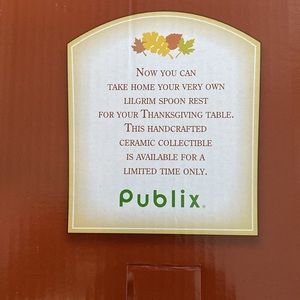 Now you can
take home your very own
lilgrim spoon rest
for your Thanksgiving table.
This handcrafted
ceramic collectible
is available for a
limited time only.
Publix®